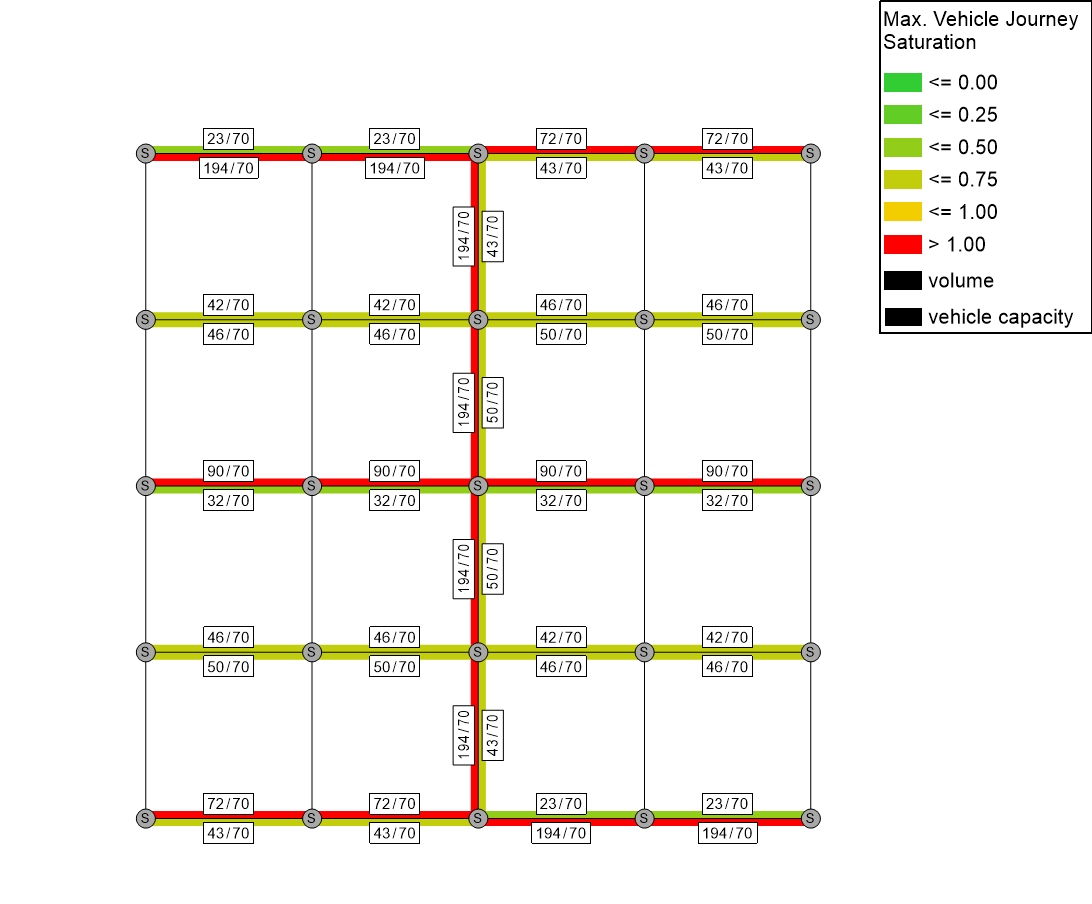 Max. Vehicle Journey
Saturation
<= 0.00
<= 0.25
<= 0.50
<= 0.75
<= 1.00
> 1.00
volume
vehicle capacity
23/70 23/70 72/70 72/70
S S S S S
194/70 194/70 43/70 43/70
194/70 43/70
42/70 42/70 46/70 46/70
S S S S S
46/70 46/70 50/70 50/70
194/70 50/70
90/70 90/70 90/70 90/70
S S S S S
32/70 32/70 32/70 32/70
194/70 50/70
46/70 46/70 42/70 42/70
S S S S S
50/70 50/70 46/70 46/70
194/70 43/70
72/70 72/70 23/70 23/70
S S S S S
43/70 43/70 194/70 194/70